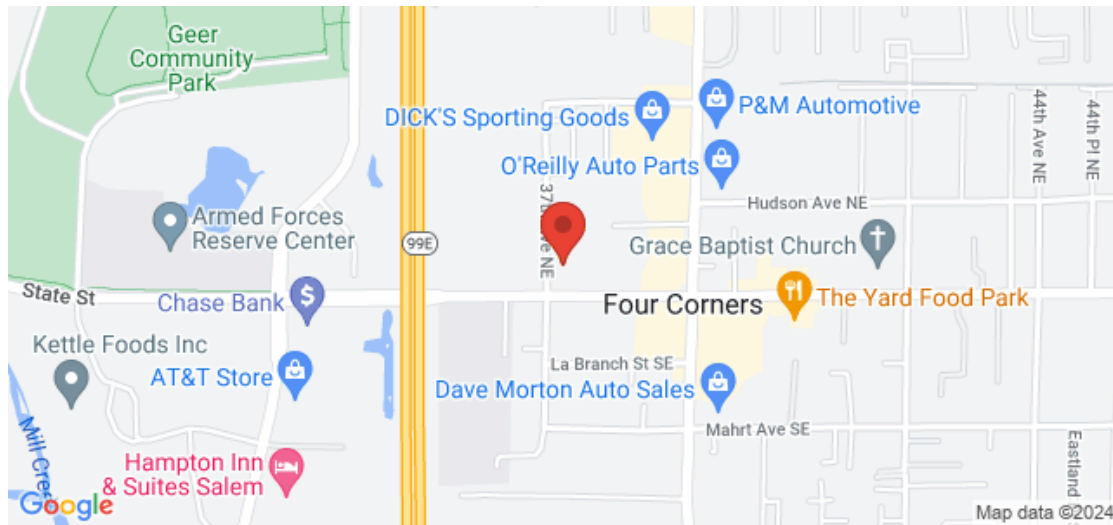 Geer
Community
Park
DICK'S Sporting Goods
P&M Automotive
O'Reilly Auto Parts
44th Ave NE
44th Pl NE
Hudson Ave NE
Armed Forces
Reserve Center
99E
Grace Baptist Church
State St
Chase Bank
Four Corners
The Yard Food Park
Kettle Foods Inc
La Branch St SE
AT&T Store
Dave Morton Auto Sales
Mahrt Ave SE
Mill
Hampton Inn
& Suites Salem
Eastland
Google
Map data ©2024